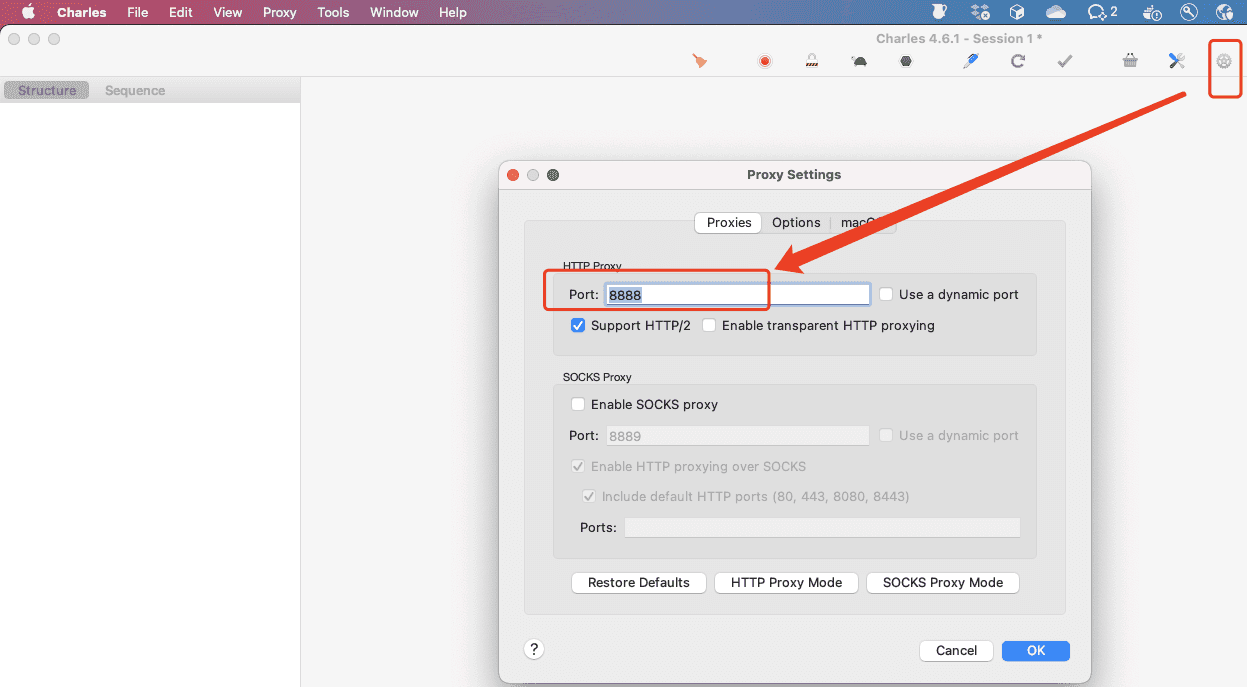 Charles File Edit View Proxy Tools Window Help 2
Charles 4.6.1 - Session 1 *
Structure Sequence
Proxy Settings
Proxies Options
HTTP Proxy
Port: 8888 Use a dynamic port
Support HTTP/2 Enable transparent HTTP proxying
SOCKS Proxy
Enable SOCKS proxy
Port: 8889 Use a dynamic port
Enable HTTP proxying over SOCKS
Include default HTTP ports (80, 443, 8080, 8443)
Ports:
Restore Defaults HTTP Proxy Mode SOCKS Proxy Mode
? Cancel OK